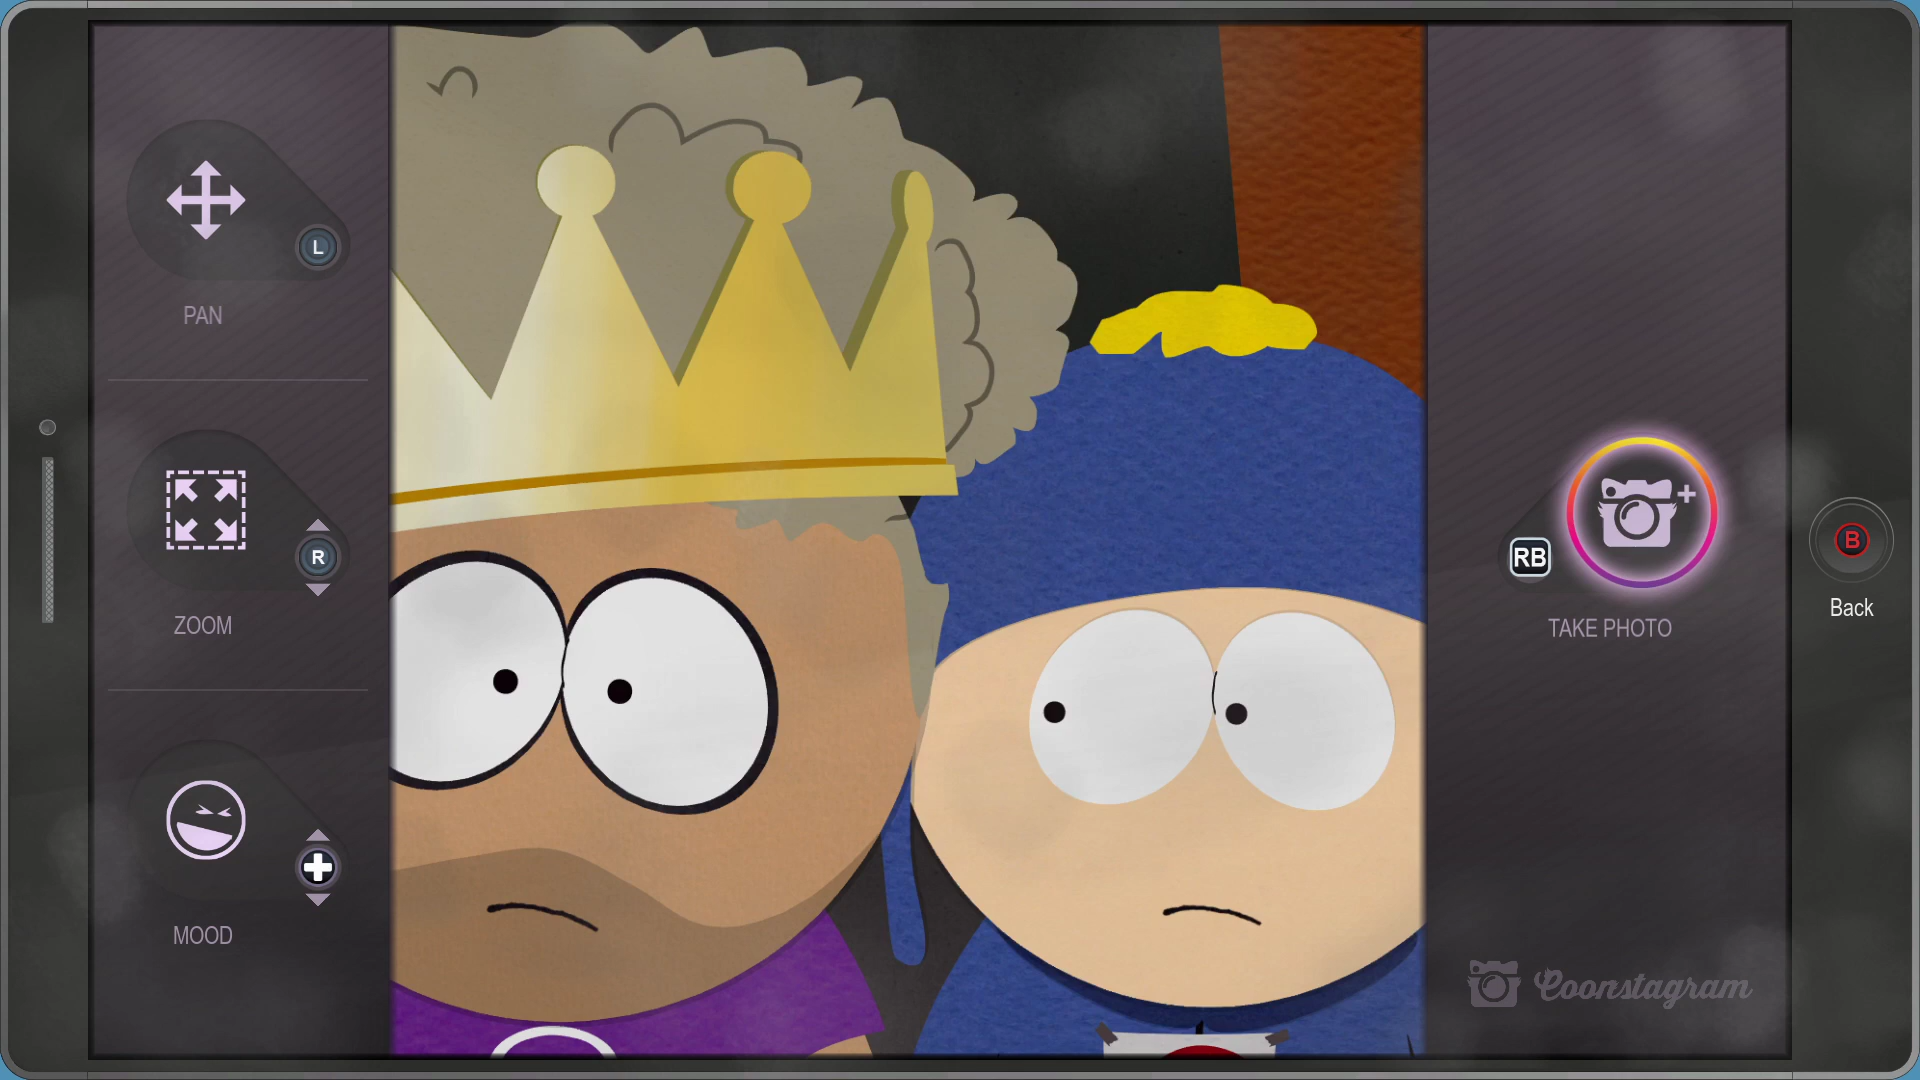 L
PAN
R
ZOOM
MOOD
RB
TAKE PHOTO
B
Back
Coonstagram